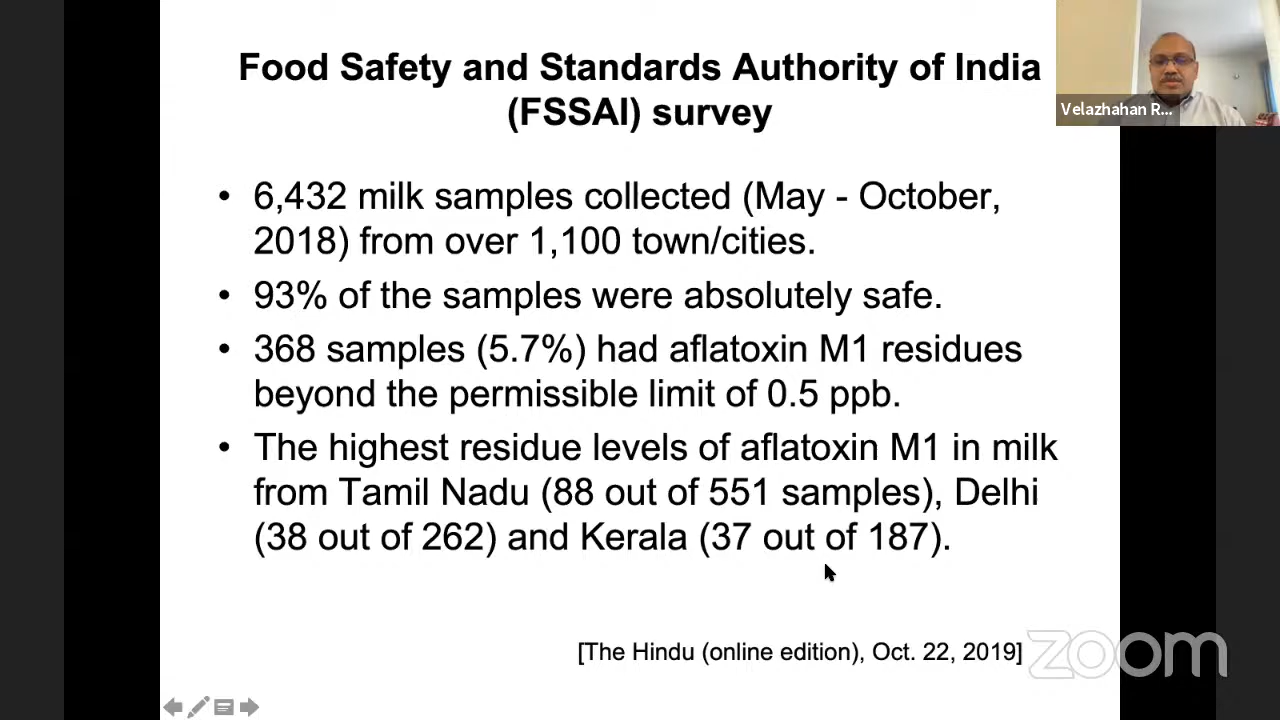 Food Safety and Standards Authority of India
(FSSAI) survey
Velazhahan R...
• 6,432 milk samples collected (May - October,
2018) from over 1,100 town/cities.
• 93% of the samples were absolutely safe.
• 368 samples (5.7%) had aflatoxin M1 residues
beyond the permissible limit of 0.5 ppb.
• The highest residue levels of aflatoxin M1 in milk
from Tamil Nadu (88 out of 551 samples), Delhi
(38 out of 262) and Kerala (37 out of 187).
[The Hindu (online edition), Oct. 22, 2019]
zoom